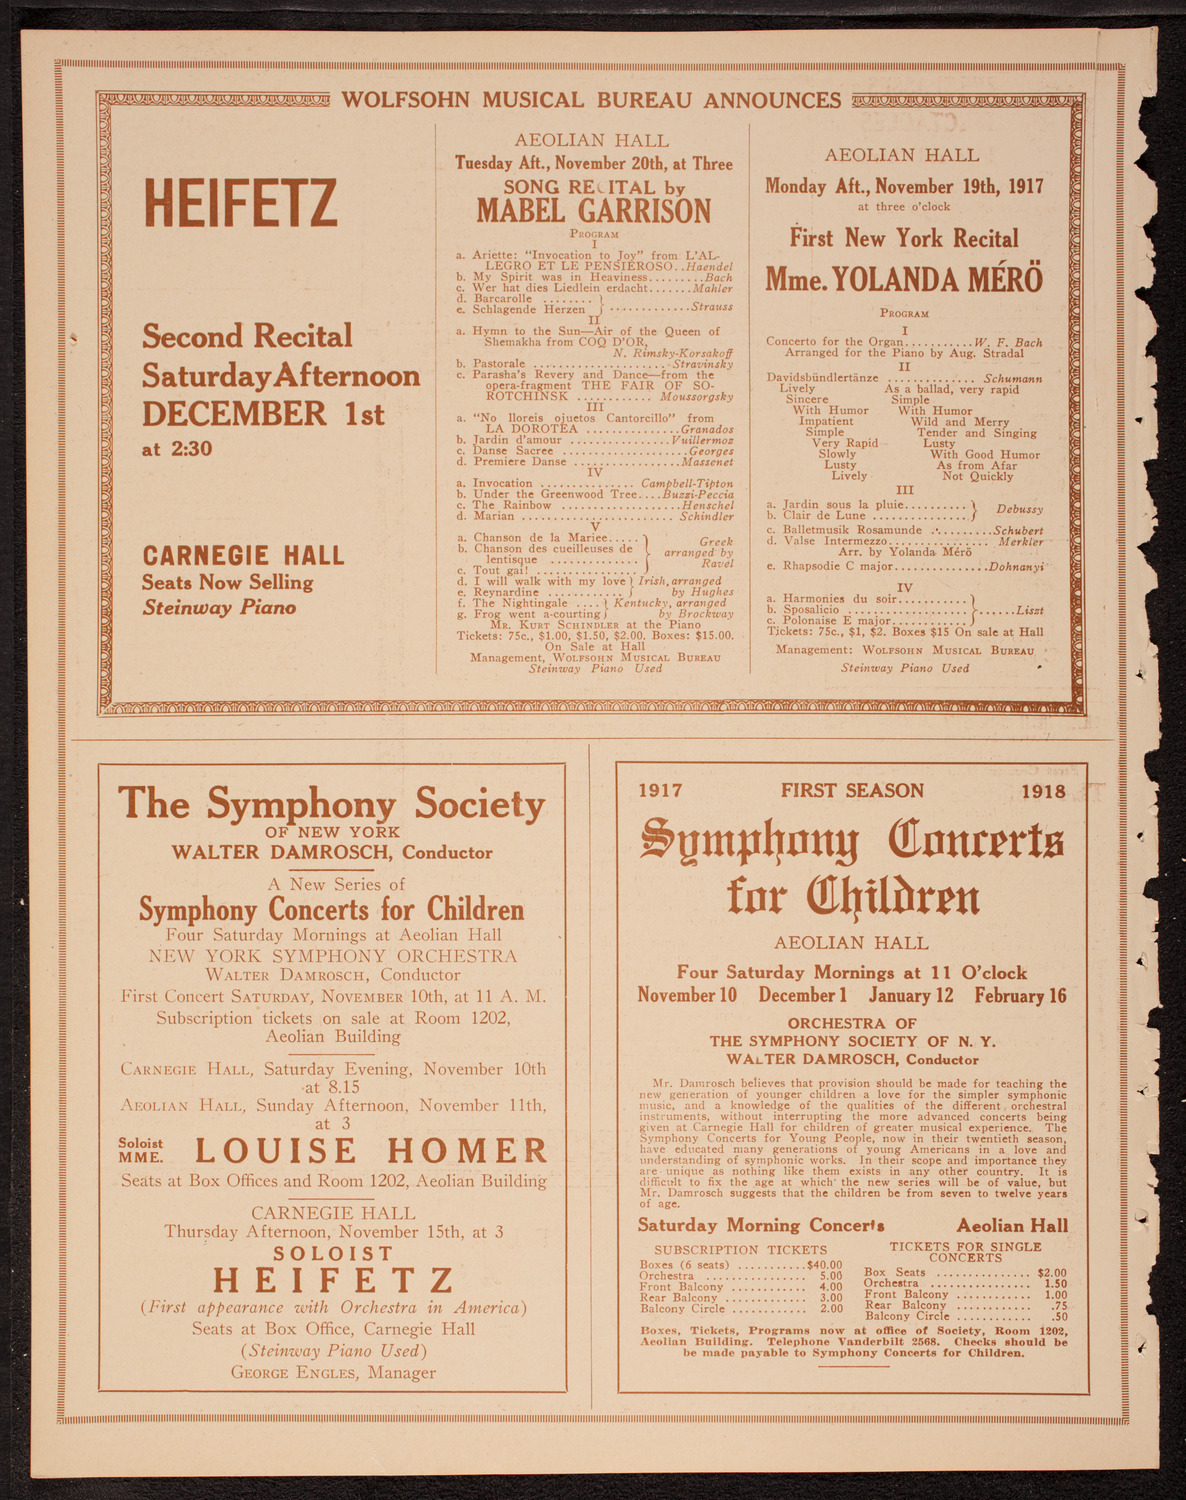 WOLFSOHN MUSICAL BUREAU ANNOUNCES
HEIFETZ
Second Recital
Saturday Afternoon
DECEMBER 1st
at 2:30
CARNEGIE HALL
Seats Now Selling
Steinway Piano
AEOLIAN HALL
Tuesday Aft., November 20th, at Three
SONG RECITAL by
MABEL GARRISON
PROGRAM
I
a. Ariette: "Invocation to Joy" from L'AL-
LEGRO ET LE PENSIEROSO..Haendel
b. My Spirit was in Heaviness.........Bach
c. Wer hat dies Liedlein erdacht.......Mahler
d. Barcarolle ........ }
e. Schlagende Herzen } .............Strauss
II
a. Hymn to the Sun—Air of the Queen of
Shemakha from COQ D'OR,
N. Rimsky-Korsakoff
b. Pastorale .....................Stravinsky
c. Parasha's Revery and Dance—from the
opera-fragment THE FAIR OF SO-
ROTCHINSK ............ Moussorgsky
III
a. "No lloreis ojuetos Cantorcillo" from
LA DOROTEA ...............Granados
b. Jardin d'amour ................Vuillermoz
c. Danse Sacree ....................Georges
d. Premiere Danse .................Massenet
IV
a. Invocation ............... Campbell-Tipton
b. Under the Greenwood Tree....Buzzi-Peccia
c. The Rainbow ...................Henschel
d. Marian ........................ Schindler
V
a. Chanson de la Mariee..... } Greek
b. Chanson des cueilleuses de } arranged by
lentisque .............. } Ravel
c. Tout gai! ................ }
d. I will walk with my love } Irish, arranged
e. Reynardine ............ } by Hughes
f. The Nightingale .... } Kentucky, arranged
g. Frog went a-courting } by Brockway
MR. KURT SCHINDLER at the Piano
Tickets: 75c., $1.00, $1.50, $2.00. Boxes: $15.00.
On Sale at Hall
Management, WOLFSOHN MUSICAL BUREAU
Steinway Piano Used
AEOLIAN HALL
Monday Aft., November 19th, 1917
at three o'clock
First New York Recital
Mme. YOLANDA MÉRÖ
PROGRAM
I
Concerto for the Organ...........W. F. Bach
Arranged for the Piano by Aug. Stradal
II
Davidsbündlertänze ............. Schumann
Lively As a ballad, very rapid
Sincere Simple
With Humor With Humor
Impatient Wild and Merry
Simple Tender and Singing
Very Rapid Lusty
Slowly With Good Humor
Lusty As from Afar
Lively Not Quickly
III
a. Jardin sous la pluie.......... } Debussy
b. Clair de Lune ............... }
c. Balletmusik Rosamunde ..........Schubert
d. Valse Intermezzo................ Merkler
Arr. by Yolanda Mérö
e. Rhapsodie C major...............Dohnanyi
IV
a. Harmonies du soir........... }
b. Sposalicio .................... }......Liszt
c. Polonaise E major............ }
Tickets: 75c., $1, $2. Boxes $15 On sale at Hall
Management: WOLFSOHN MUSICAL BUREAU
Steinway Piano Used
The Symphony Society
OF NEW YORK
WALTER DAMROSCH, Conductor
A New Series of
Symphony Concerts for Children
Four Saturday Mornings at Aeolian Hall
NEW YORK SYMPHONY ORCHESTRA
WALTER DAMROSCH, Conductor
First Concert SATURDAY, NOVEMBER 10th, at 11 A. M.
Subscription tickets on sale at Room 1202,
Aeolian Building
CARNEGIE HALL, Saturday Evening, November 10th
at 8.15
AEOLIAN HALL, Sunday Afternoon, November 11th,
at 3
Soloist MME. LOUISE HOMER
Seats at Box Offices and Room 1202, Aeolian Building
CARNEGIE HALL
Thursday Afternoon, November 15th, at 3
SOLOIST
HEIFETZ
(First appearance with Orchestra in America)
Seats at Box Office, Carnegie Hall
(Steinway Piano Used)
GEORGE ENGLES, Manager
1917 FIRST SEASON 1918
Symphony Concerts
for Children
AEOLIAN HALL
Four Saturday Mornings at 11 O'clock
November 10 December 1 January 12 February 16
ORCHESTRA OF
THE SYMPHONY SOCIETY OF N. Y.
WALTER DAMROSCH, Conductor
Mr. Damrosch believes that provision should be made for teaching the
new generation of younger children a love for the simpler symphonic
music, and a knowledge of the qualities of the different orchestral
instruments, without interrupting the more advanced concerts being
given at Carnegie Hall for children of greater musical experience. The
Symphony Concerts for Young People, now in their twentieth season,
have educated many generations of young Americans in a love and
understanding of symphonic works. In their scope and importance they
are unique as nothing like them exists in any other country. It is
difficult to fix the age at which the new series will be of value, but
Mr. Damrosch suggests that the children be from seven to twelve years
of age.
Saturday Morning Concerts Aeolian Hall
SUBSCRIPTION TICKETS
Boxes (6 seats) ...........$40.00
Orchestra ................ 5.00
Front Balcony ............ 4.00
Rear Balcony ............. 3.00
Balcony Circle ............ 2.00
TICKETS FOR SINGLE
CONCERTS
Box Seats ............... $2.00
Orchestra ................ 1.50
Front Balcony ............ 1.00
Rear Balcony ............ .75
Balcony Circle ............ .50
Boxes, Tickets, Programs now at office of Society, Room 1202,
Aeolian Building. Telephone Vanderbilt 2568. Checks should be
be made payable to Symphony Concerts for Children.